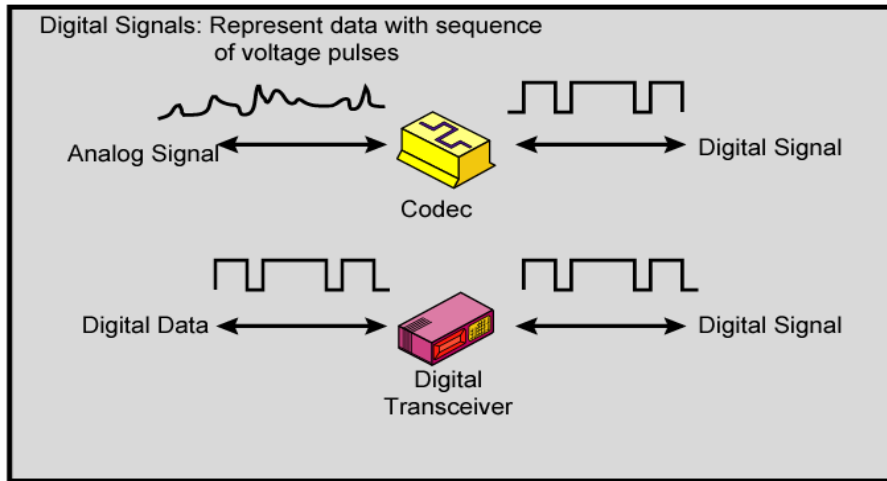 Digital Signals: Represent data with sequence
of voltage pulses
Analog Signal
Codec
Digital Signal
Digital Data
Digital
Transceiver
Digital Signal